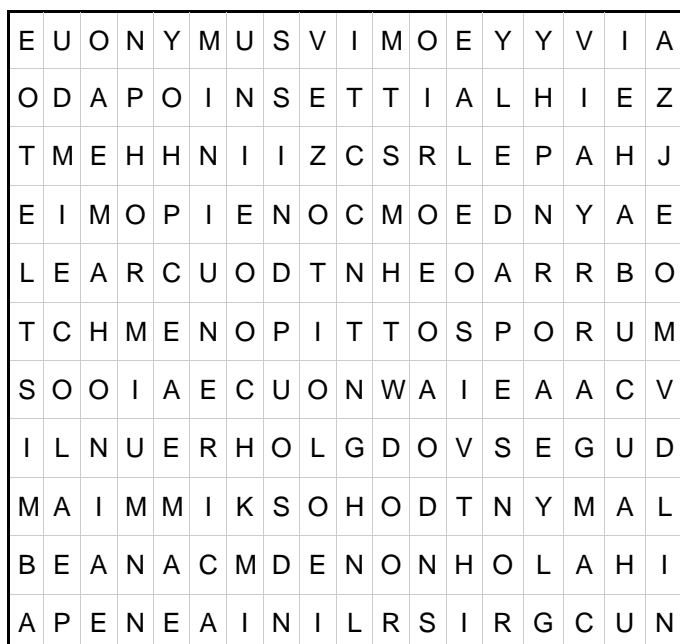 E U O N Y M U S V I M O E Y Y V I A
O D A P O I N S E T T I A L H I E Z
T M E H H N I I Z C S R L E P A H J
E I M O P I E N O C M O E D N Y A E
L E A R C U O D T N H E O A R R B O
T C H M E N O P I T T O S P O R U M
S O O I A E C U O N W A I E A A C V
I L N U E R H O L G D O V S E G U D
M A I M M I K S O H O D T N Y M A L
B E A N A C M D E N O N H O L A H I
A P E N E A I N I L R S I R G C U N